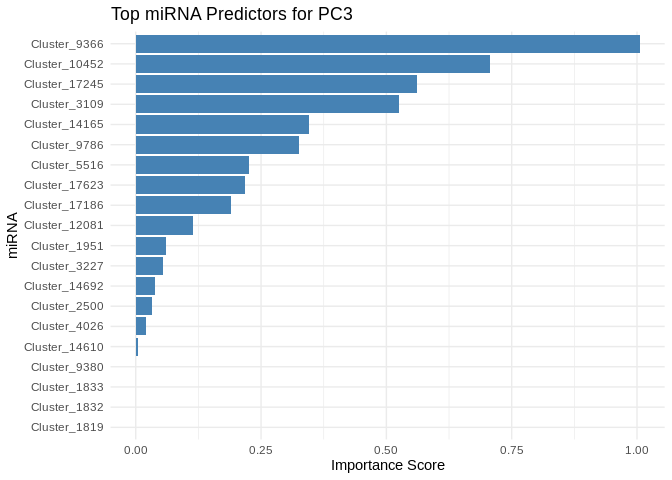 Top miRNA Predictors for PC3
Cluster_9366
Cluster_10452
Cluster_17245
Cluster_3109
Cluster_14165
Cluster_9786
Cluster_5516
Cluster_17623
Cluster_17186
Cluster_12081
Cluster_1951
Cluster_3227
Cluster_14692
Cluster_2500
Cluster_4026
Cluster_14610
Cluster_9380
Cluster_1833
Cluster_1832
Cluster_1819
miRNA
0.00 0.25 0.50 0.75 1.00
Importance Score